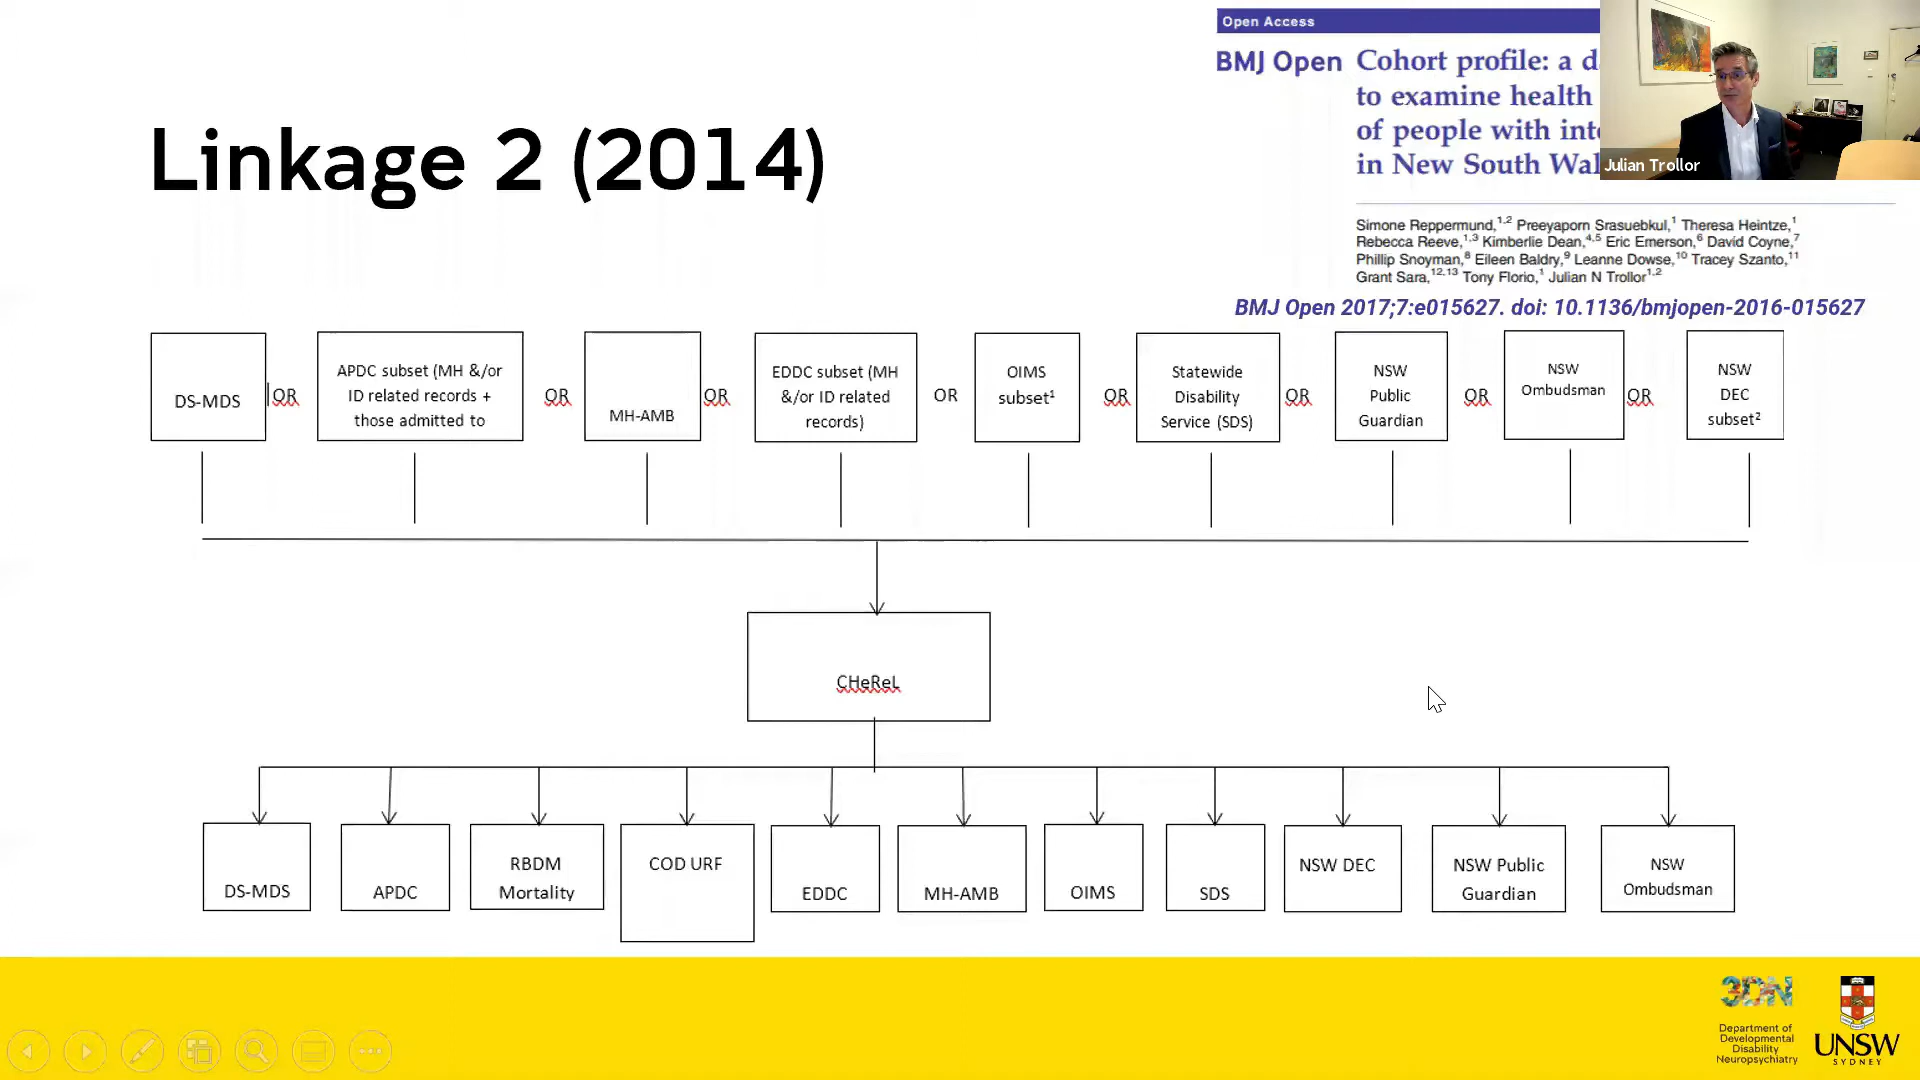 Open Access
BMJ Open Cohort profile: a d
to examine health
of people with int
in New South Wal
Julian Trollor
Linkage 2 (2014)
Simone Reppermund,1,2 Preeyaporn Srasuebkul,1 Theresa Heintze,1
Rebecca Reeve,1,3 Kimberlie Dean,4,5 Eric Emerson,6 David Coyne,7
Phillip Snoyman,8 Eileen Baldry,9 Leanne Dowse,10 Tracey Szanto,11
Grant Sara,12,13 Tony Florio,1 Julian N Trollor1,2
BMJ Open 2017;7:e015627. doi: 10.1136/bmjopen-2016-015627
DS-MDS
OR
APDC subset (MH &/or
ID related records +
those admitted to
OR
MH-AMB
OR
EDDC subset (MH
&/or ID related
records)
OR
OIMS
subset1
OR
Statewide
Disability
Service (SDS)
OR
NSW
Public
Guardian
OR
NSW
Ombudsman
OR
NSW
DEC
subset2
CHeReL
DS-MDS
APDC
RBDM
Mortality
COD URF
EDDC
MH-AMB
OIMS
SDS
NSW DEC
NSW Public
Guardian
NSW
Ombudsman
3DN
Department of
Developmental
Disability
Neuropsychiatry
UNSW
SYDNEY